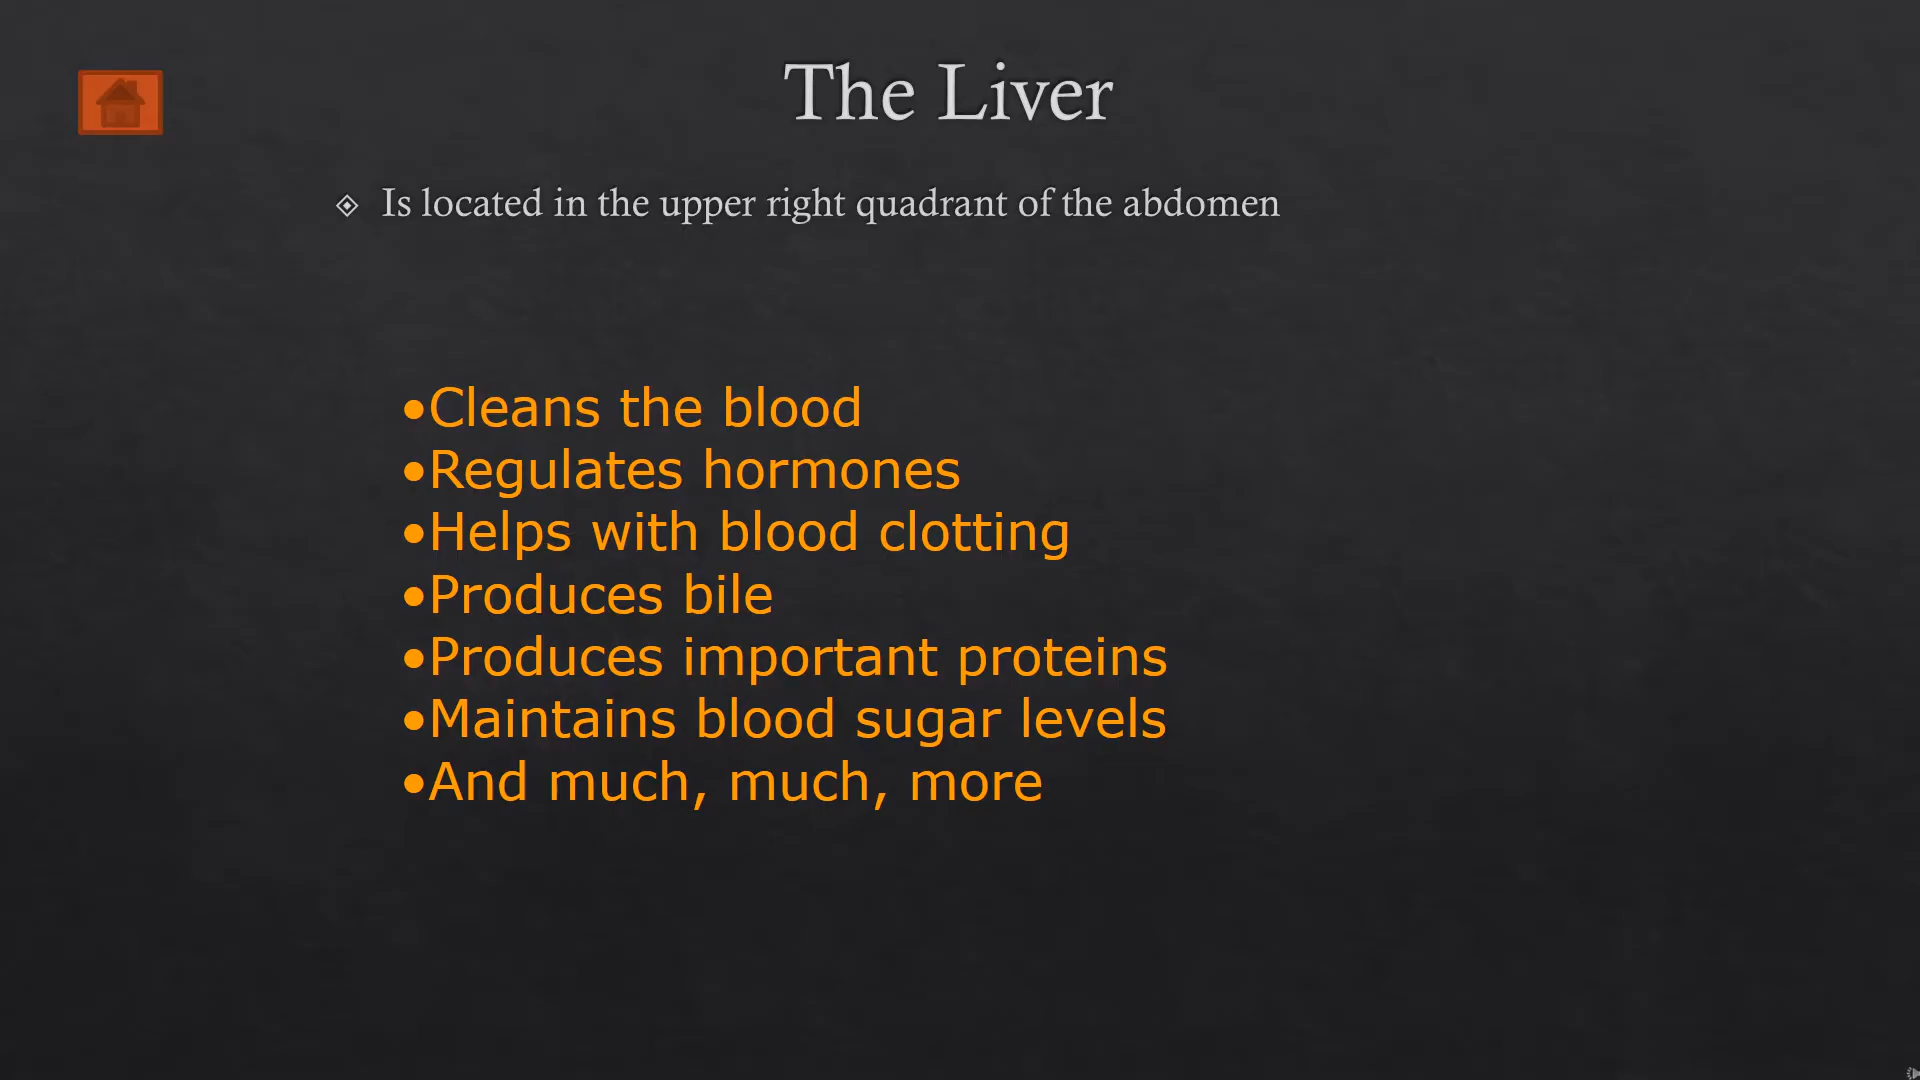 The Liver
Is located in the upper right quadrant of the abdomen
•Cleans the blood
•Regulates hormones
•Helps with blood clotting
•Produces bile
•Produces important proteins
•Maintains blood sugar levels
•And much, much, more